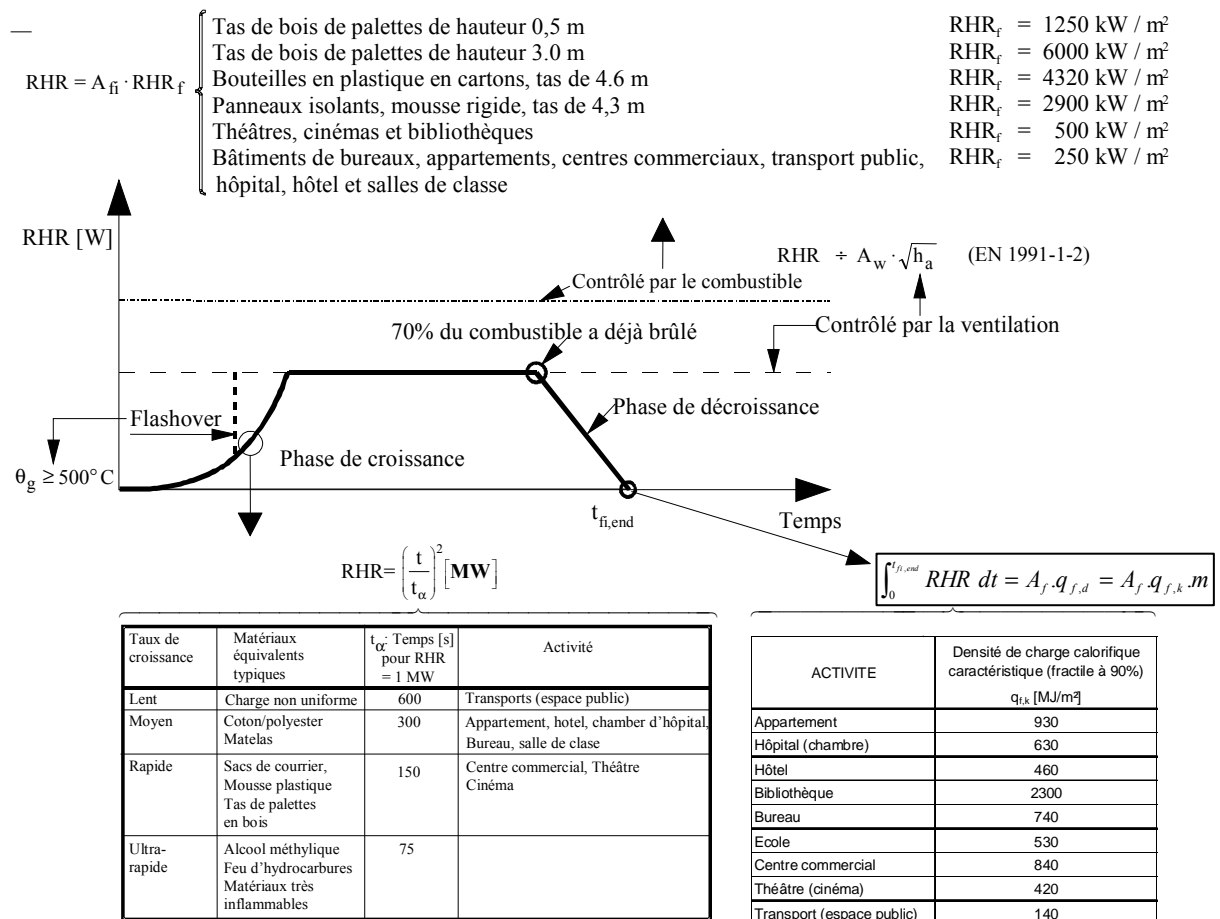 —
Tas de bois de palettes de hauteur 0,5 m RHR_f = 1250 kW / m²
Tas de bois de palettes de hauteur 3.0 m RHR_f = 6000 kW / m²
RHR = A_fi · RHR_f
Bouteilles en plastique en cartons, tas de 4.6 m RHR_f = 4320 kW / m²
Panneaux isolants, mousse rigide, tas de 4,3 m RHR_f = 2900 kW / m²
Théâtres, cinémas et bibliothèques RHR_f = 500 kW / m²
Bâtiments de bureaux, appartements, centres commerciaux, transport public, RHR_f = 250 kW / m²
hôpital, hôtel et salles de classe
RHR [W]
RHR ÷ A_w · √h_a (EN 1991-1-2)
Contrôlé par le combustible
70% du combustible a déjà brûlé
Contrôlé par la ventilation
Flashover
Phase de décroissance
Phase de croissance
θ_g ≥ 500°C
t_fi,end
Temps
RHR= (t/t_α)² [MW]
∫_0^{t_fi,end} RHR dt = A_f.q_f,d = A_f.q_f,k.m
Taux de croissance
Matériaux équivalents typiques
t_α: Temps [s] pour RHR = 1 MW
Activité
Lent
Charge non uniforme
600
Transports (espace public)
Moyen
Coton/polyester
Matelas
300
Appartement, hotel, chamber d’hôpital,
Bureau, salle de clase
Rapide
Sacs de courrier,
Mousse plastique
Tas de palettes
en bois
150
Centre commercial, Théâtre
Cinéma
Ultra-
rapide
Alcool méthylique
Feu d’hydrocarbures
Matériaux très
inflammables
75
ACTIVITE
Densité de charge calorifique
caractéristique (fractile à 90%)
q_f,k [MJ/m²]
Appartement 930
Hôpital (chambre) 630
Hôtel 460
Bibliothèque 2300
Bureau 740
Ecole 530
Centre commercial 840
Théâtre (cinéma) 420
Transport (espace public) 140